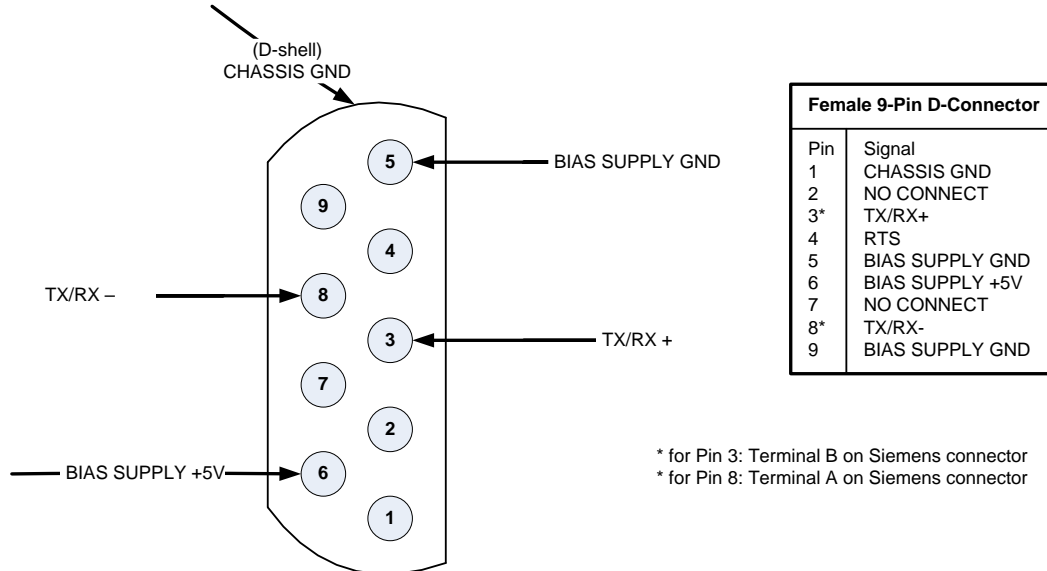 (D-shell)
CHASSIS GND
5
BIAS SUPPLY GND
9
4
TX/RX –
8
3
TX/RX +
7
2
BIAS SUPPLY +5V
6
1
Female 9-Pin D-Connector
Pin Signal
1 CHASSIS GND
2 NO CONNECT
3* TX/RX+
4 RTS
5 BIAS SUPPLY GND
6 BIAS SUPPLY +5V
7 NO CONNECT
8* TX/RX-
9 BIAS SUPPLY GND
* for Pin 3: Terminal B on Siemens connector
* for Pin 8: Terminal A on Siemens connector